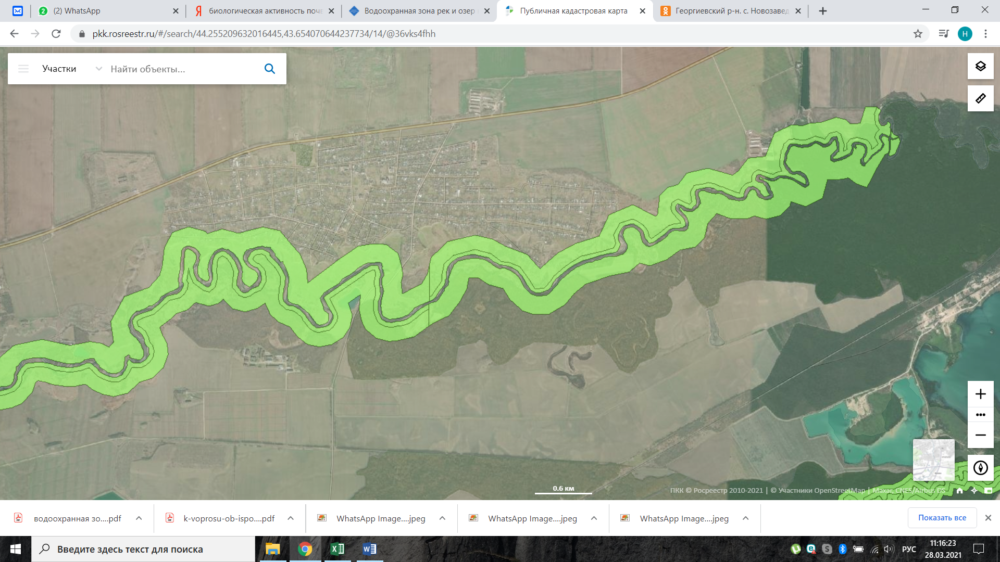 (2) WhatsApp
биологическая активность поч
Водоохранная зона рек и озер
Публичная кадастровая карта
Георгиевский р-н. с. Новозавед
pkk.rosreestr.ru/#/search/44.255209632016445,43.654070644237734/14/@36vks4fhh
Н
Участки
Найти объекты...
0.6 км
ПКК © Росреестр 2010-2021 | © Участники OpenStreetMap | Maxar, CNES/Airbus DS
водоохранная зо....pdf
k-voprosu-ob-ispo....pdf
WhatsApp Image....jpeg
WhatsApp Image....jpeg
WhatsApp Image....jpeg
Показать все
Введите здесь текст для поиска
РУС
11:16:23
28.03.2021